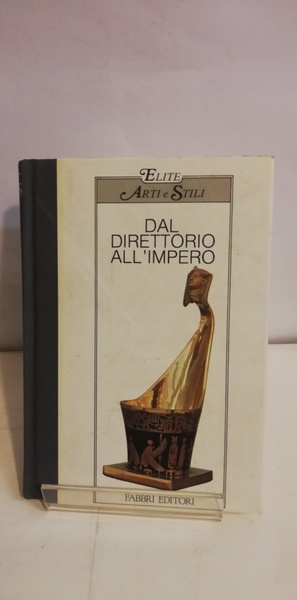 ELITE
ARTI e STILI
DAL
DIRETTORIO
ALL'IMPERO
FABBRI EDITORI